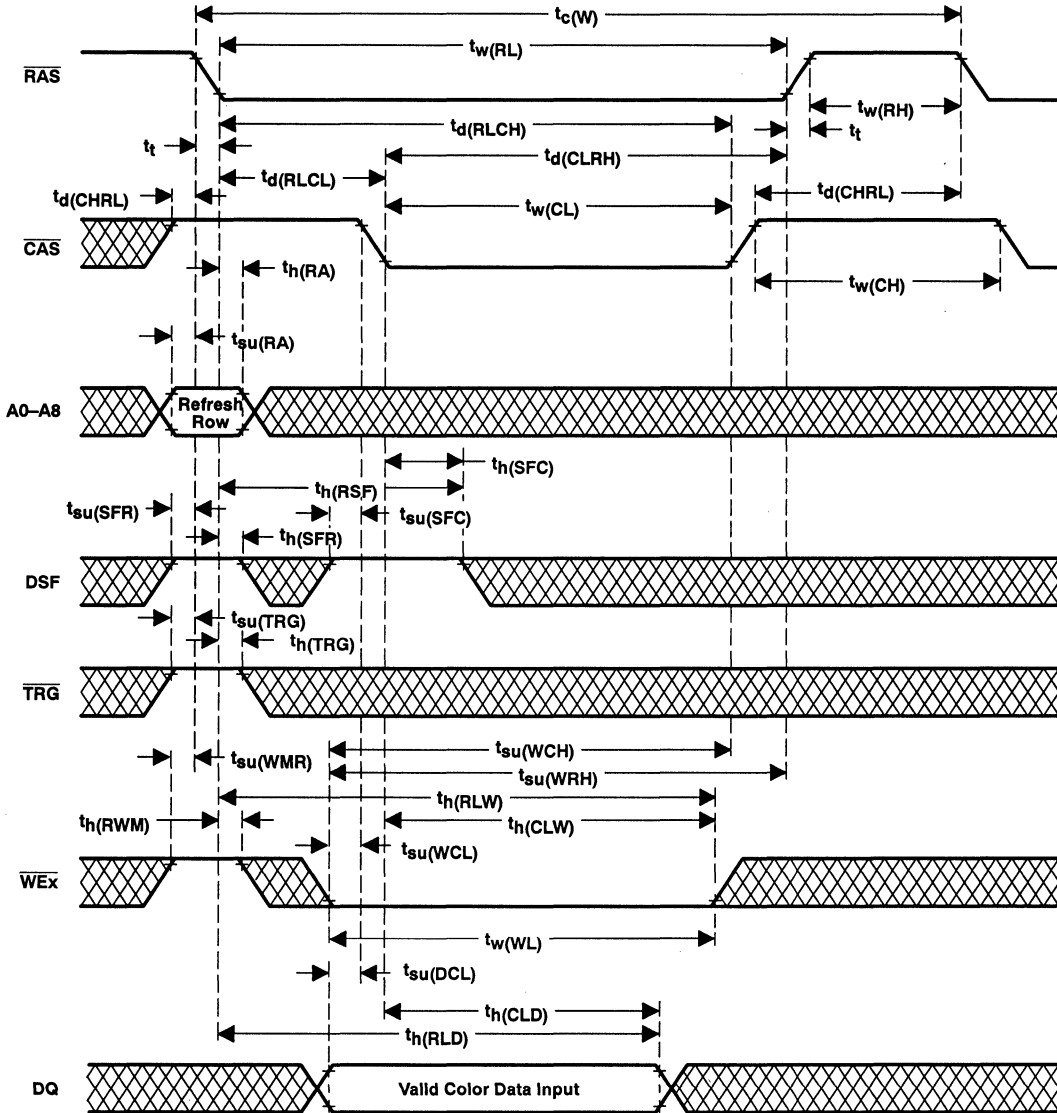 tc(W)
RAS
tw(RL)
tw(RH)
td(RLCH)
tt
tt
td(CLRH)
td(RLCL)
td(CHRL)
td(CHRL)
tw(CL)
CAS
th(RA)
tw(CH)
tsu(RA)
A0–A8
Refresh
Row
th(SFC)
th(RSF)
tsu(SFR)
tsu(SFC)
th(SFR)
DSF
tsu(TRG)
th(TRG)
TRG
tsu(WCH)
tsu(WMR)
tsu(WRH)
th(RLW)
th(RWM)
th(CLW)
tsu(WCL)
WEx
tw(WL)
tsu(DCL)
th(CLD)
th(RLD)
DQ
Valid Color Data Input